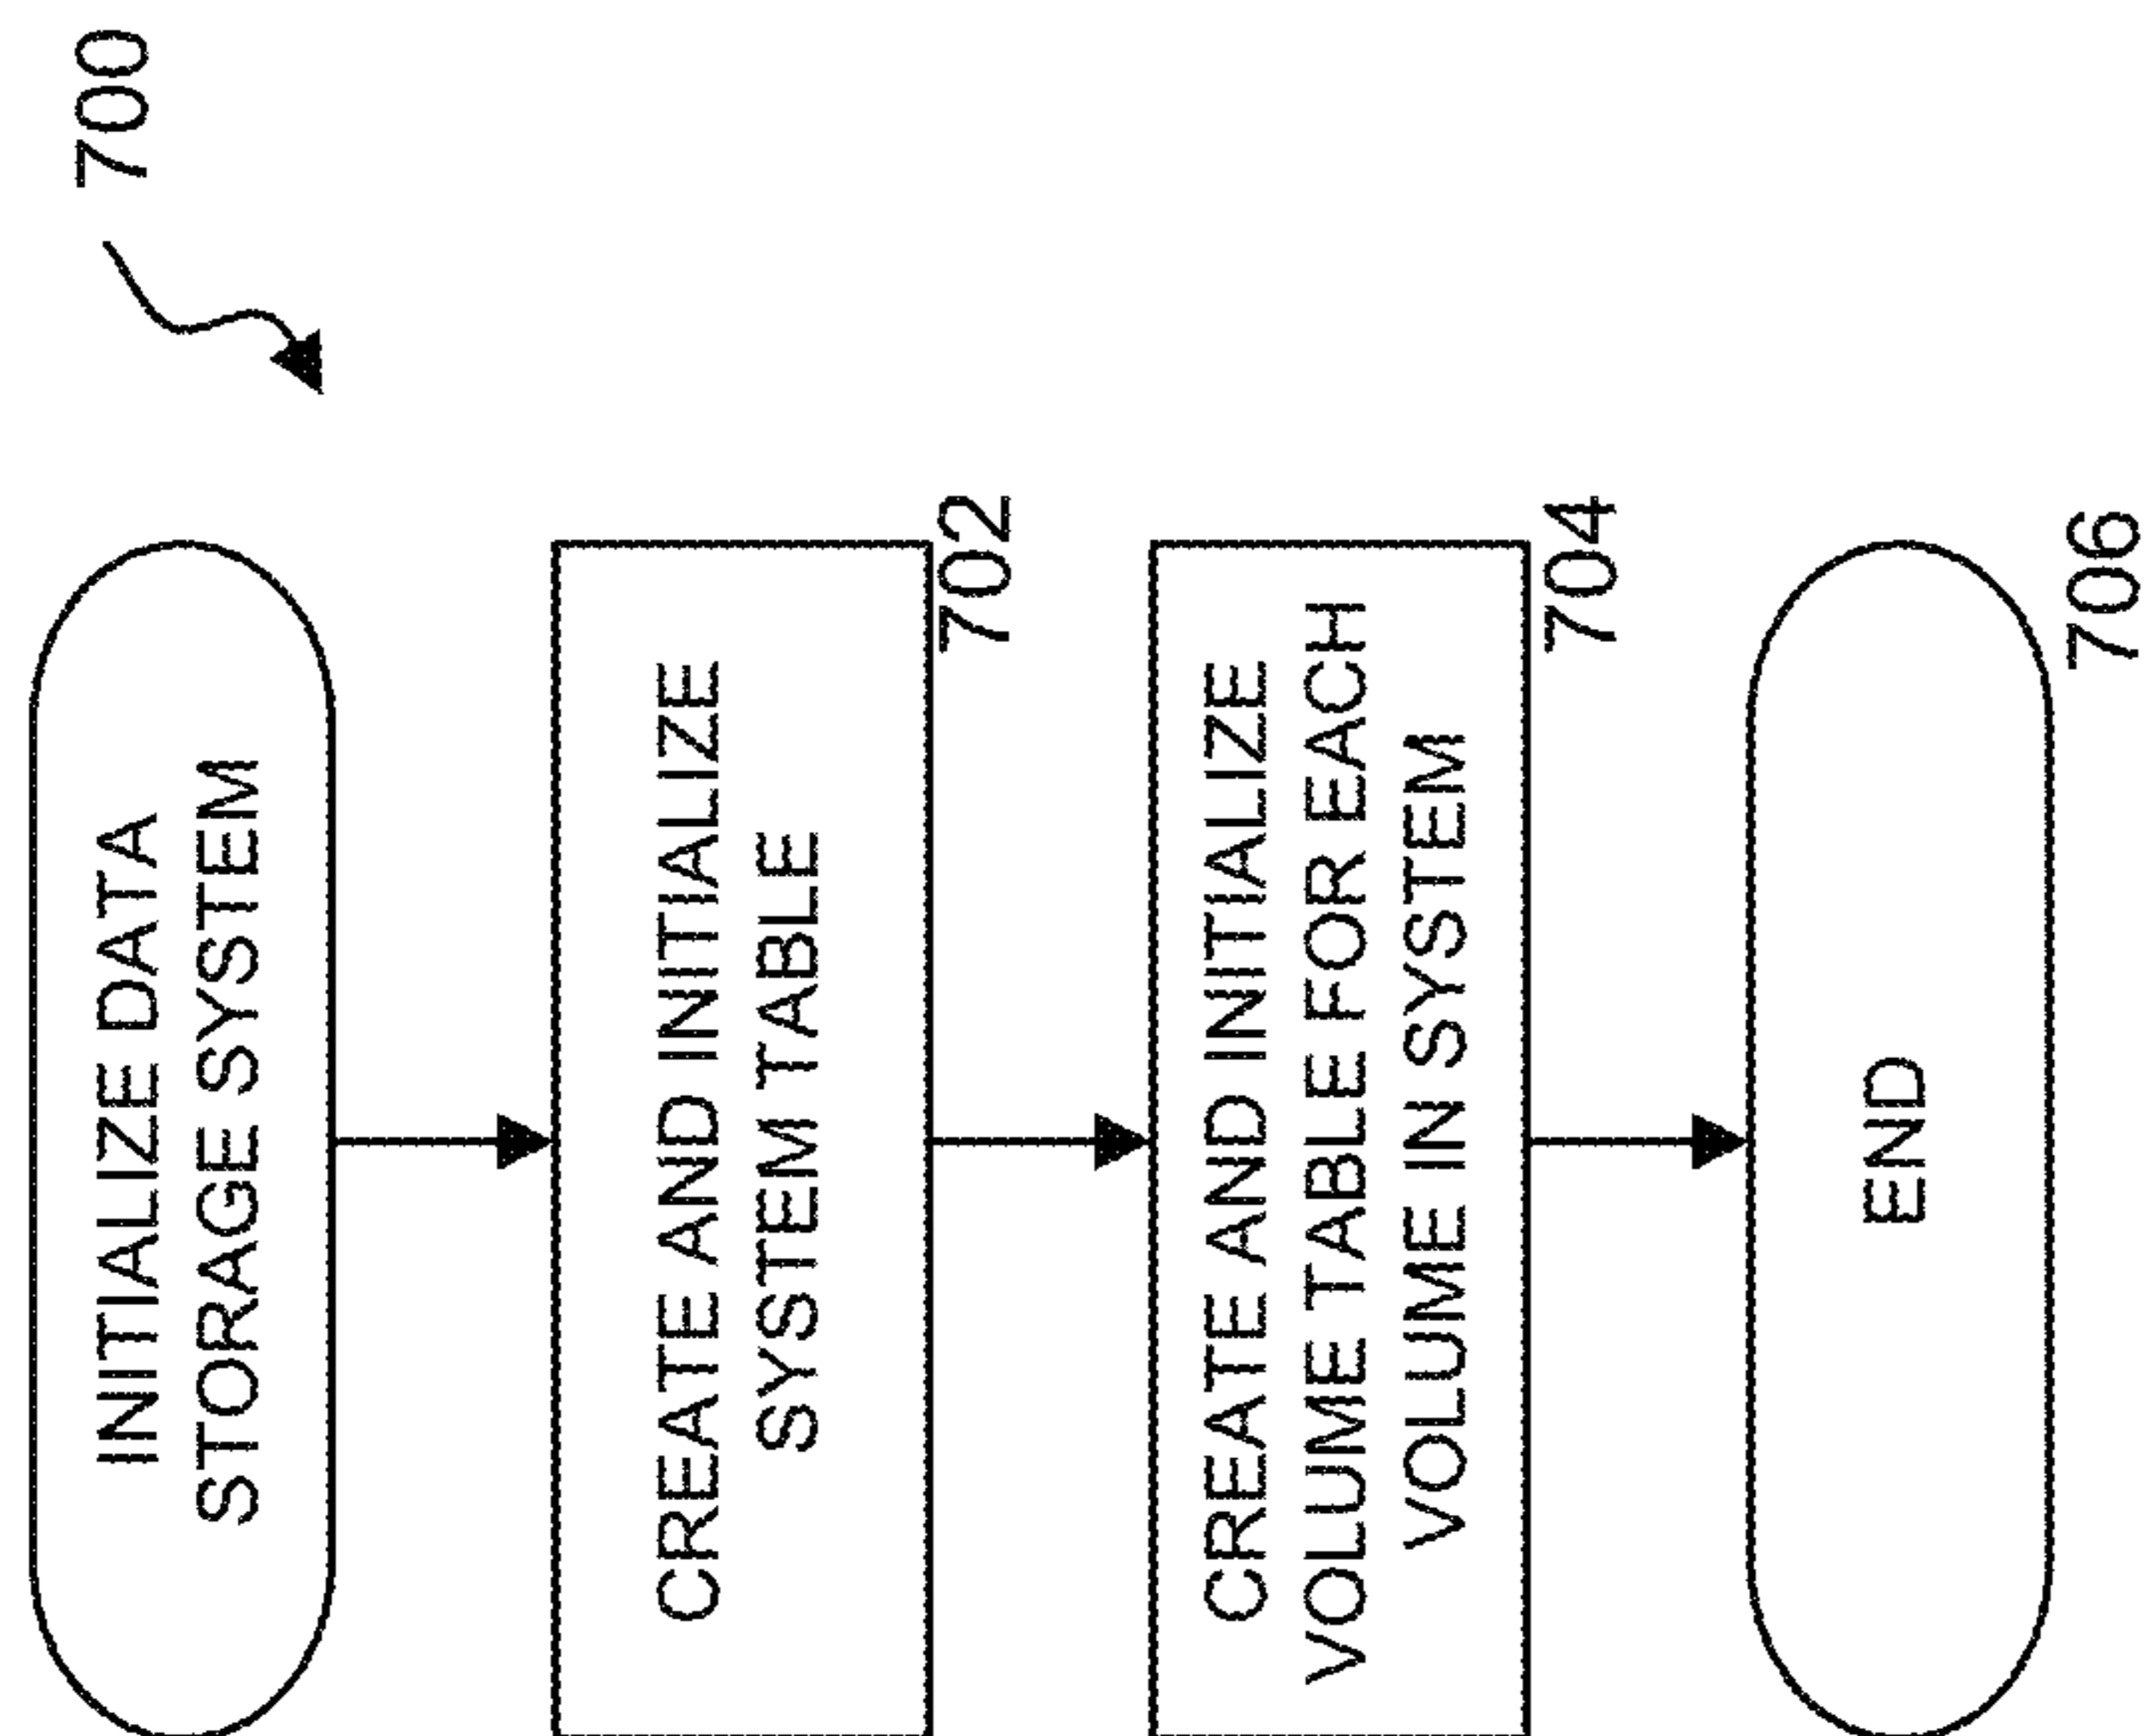 700
INITIALIZE DATA
STORAGE SYSTEM
CREATE AND INITIALIZE
SYSTEM TABLE
702
CREATE AND INITIALIZE
VOLUME TABLE FOR EACH
VOLUME IN SYSTEM
704
END
706